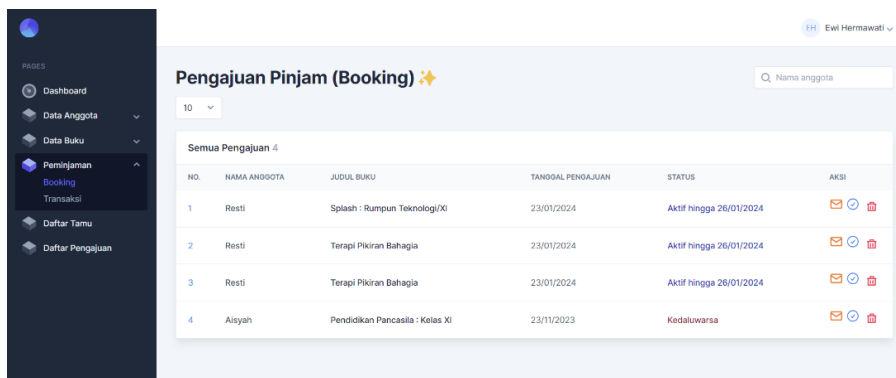 FH Ewi Hermawati
PAGES
Dashboard
Data Anggota
Data Buku
Peminjaman
Booking
Transaksi
Daftar Tamu
Daftar Pengajuan
Pengajuan Pinjam (Booking) ✨
Nama anggota
10
Semua Pengajuan 4
NO. NAMA ANGGOTA JUDUL BUKU TANGGAL PENGAJUAN STATUS AKSI
1 Resti Splash : Rumpun Teknologi/XI 23/01/2024 Aktif hingga 26/01/2024
2 Resti Terapi Pikiran Bahagia 23/01/2024 Aktif hingga 26/01/2024
3 Resti Terapi Pikiran Bahagia 23/01/2024 Aktif hingga 26/01/2024
4 Aisyah Pendidikan Pancasila : Kelas XI 23/11/2023 Kedaluwarsa